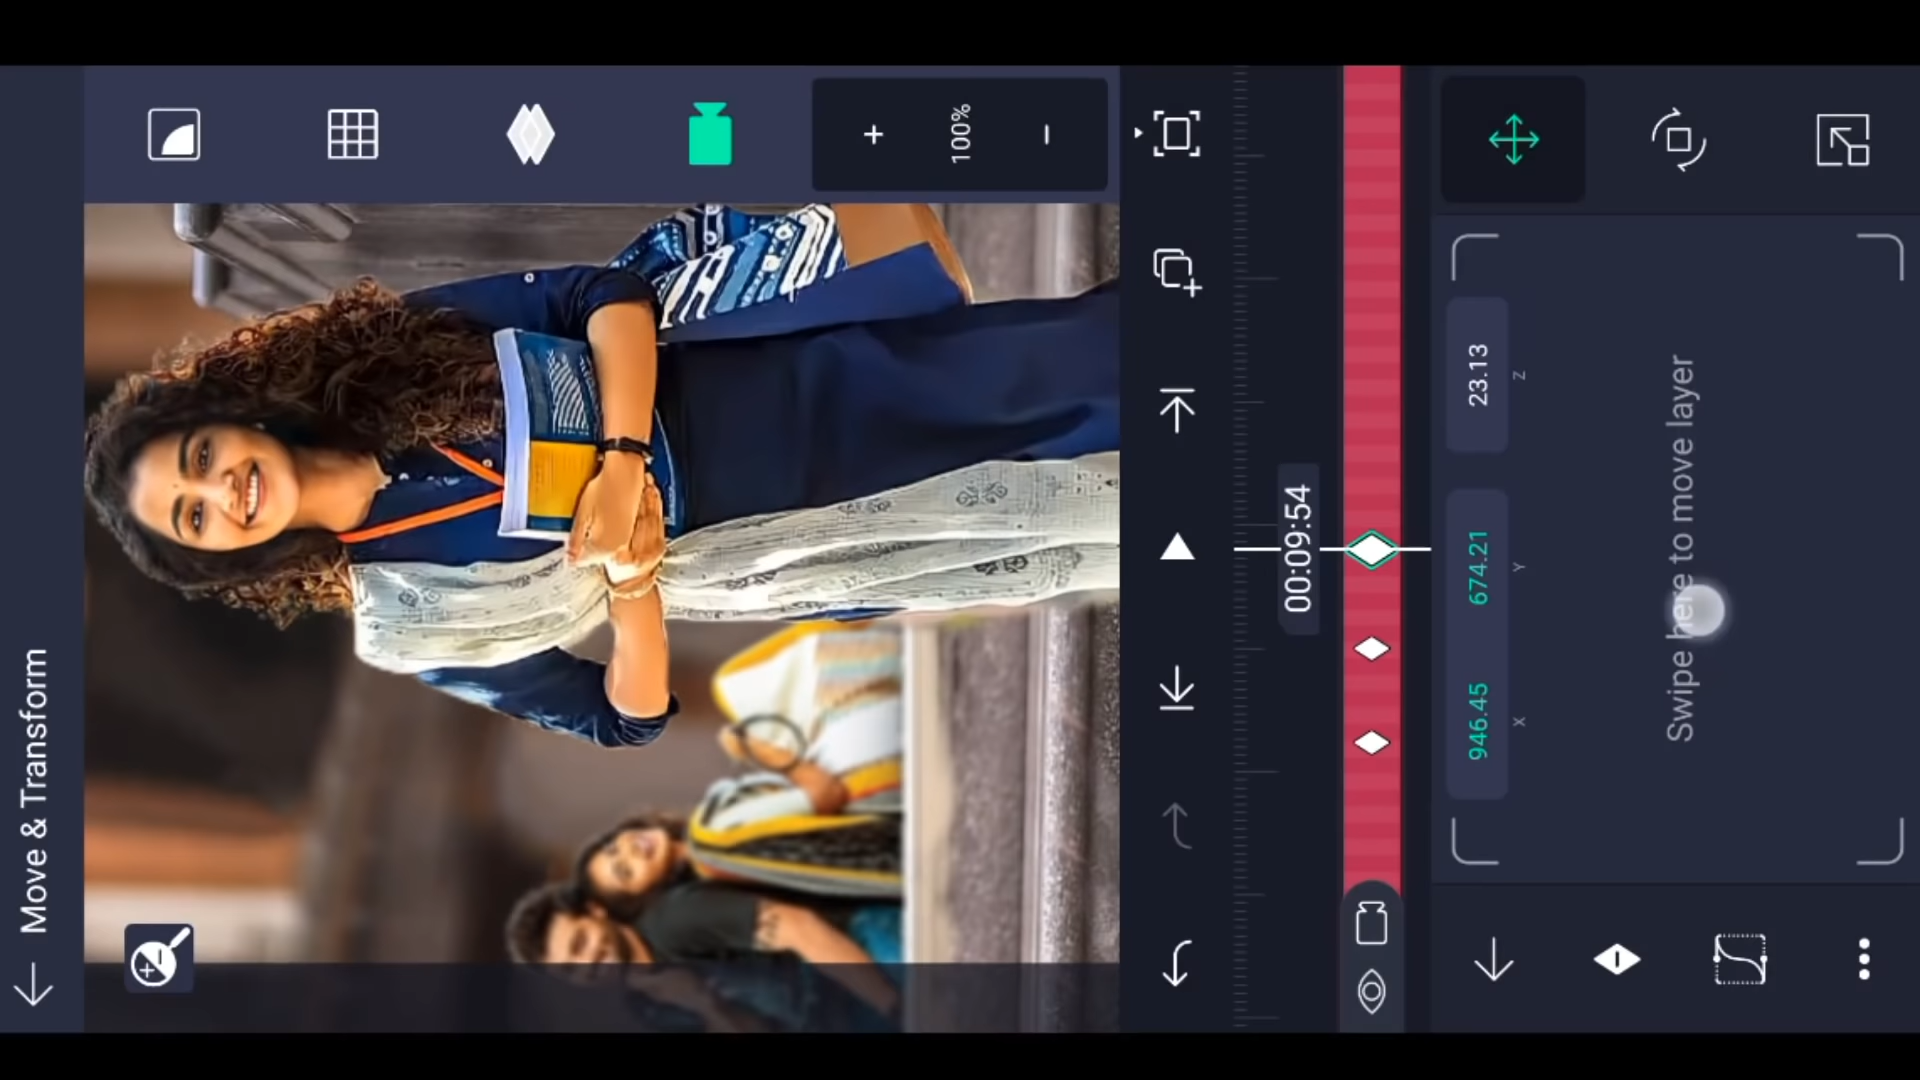 Move & Transform
+
100%
−
00:09:54
946.45
674.21
23.13
X
Y
Z
Swipe here to move layer